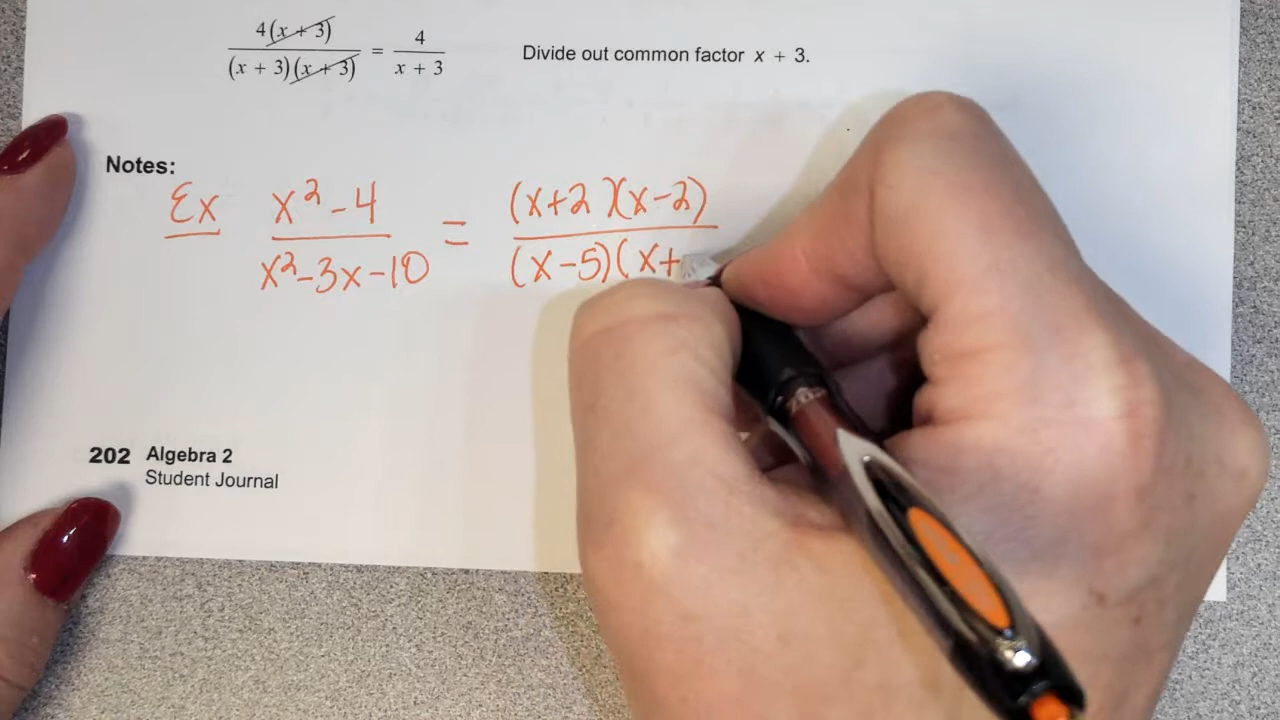 4(x + 3)
(x + 3)(x + 3)
=
4
x + 3
Divide out common factor x + 3.
Notes:
Ex x²-4 = (x+2)(x-2)
x²-3x-10 (x-5)(x+
202 Algebra 2
Student Journal